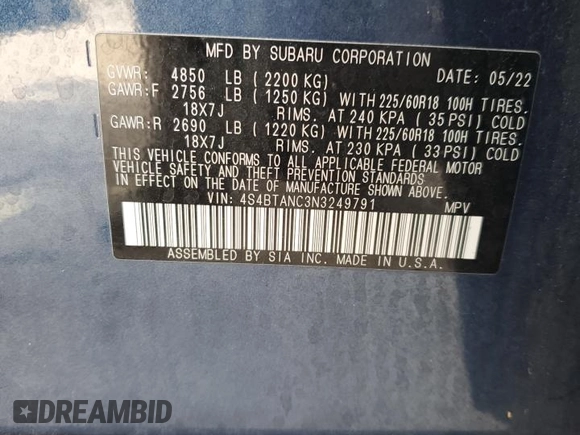 MFD BY SUBARU CORPORATION
GVWR: 4850 LB ( 2200 KG) DATE: 05/22
GAWR:F 2756 LB ( 1250 KG) WITH 225/60R18 100H TIRES.
18X7J RIMS. AT 240 KPA ( 35 PSI) COLD
GAWR:R 2690 LB ( 1220 KG) WITH 225/60R18 100H TIRES.
18X7J RIMS. AT 230 KPA ( 33 PSI) COLD
THIS VEHICLE CONFORMS TO ALL APPLICABLE FEDERAL MOTOR
VEHICLE SAFETY AND THEFT PREVENTION STANDARDS
IN EFFECT ON THE DATE OF MANUFACTURE SHOWN ABOVE.
VIN: 4S4BTANC3N3249791 MPV
ASSEMBLED BY SIA INC. MADE IN U.S.A.
DREAMBID